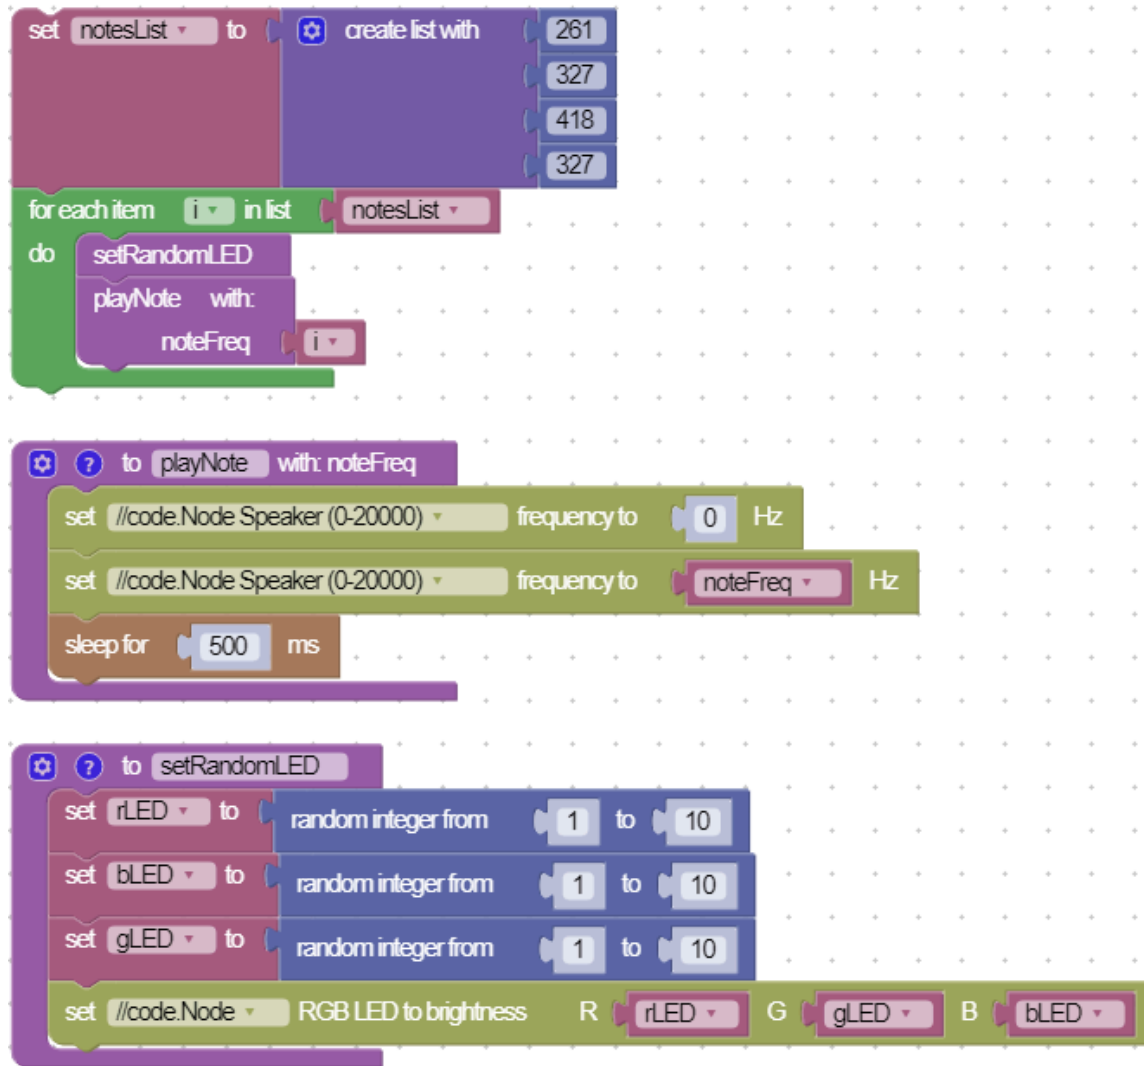 set notesList to create list with 261
327
418
327
for each item i in list notesList
do setRandomLED
playNote with:
noteFreq i
? to playNote with: noteFreq
set //code.Node Speaker (0-20000) frequency to 0 Hz
set //code.Node Speaker (0-20000) frequency to noteFreq Hz
sleep for 500 ms
? to setRandomLED
set rLED to random integer from 1 to 10
set bLED to random integer from 1 to 10
set gLED to random integer from 1 to 10
set //code.Node RGB LED to brightness R rLED G gLED B bLED